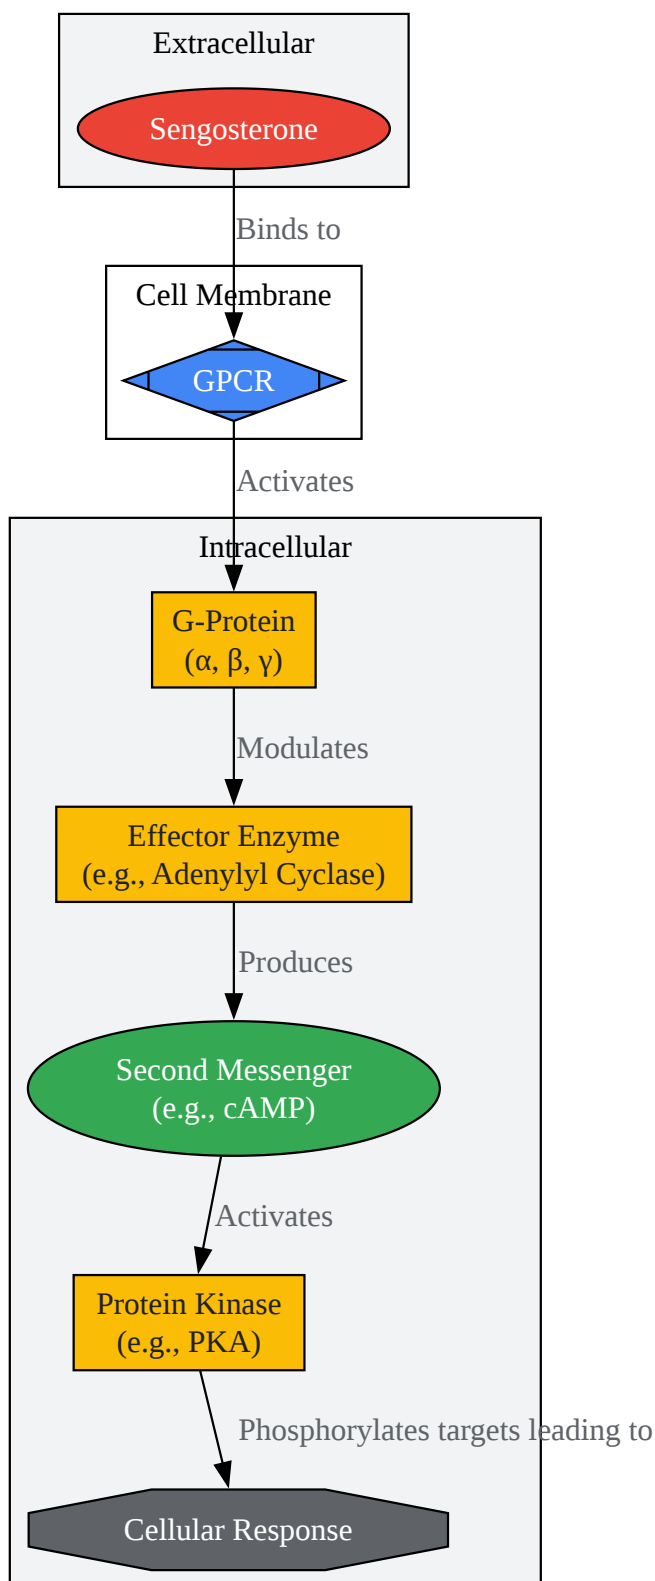 Extracellular
Sengosterone
Binds to
Cell Membrane
GPCR
Activates
Intracellular
G-Protein
(α, β, γ)
Modulates
Effector Enzyme
(e.g., Adenylyl Cyclase)
Produces
Second Messenger
(e.g., cAMP)
Activates
Protein Kinase
(e.g., PKA)
Phosphorylates targets leading to
Cellular Response